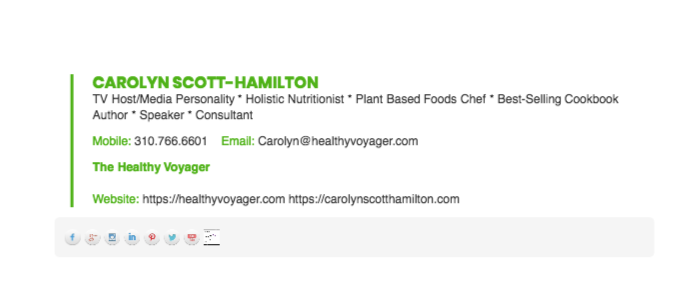 CAROLYN SCOTT-HAMILTON
TV Host/Media Personality * Holistic Nutritionist * Plant Based Foods Chef * Best-Selling Cookbook
Author * Speaker * Consultant
Mobile: 310.766.6601 Email: Carolyn@healthyvoyager.com
The Healthy Voyager
Website: https://healthyvoyager.com https://carolynscotthamilton.com